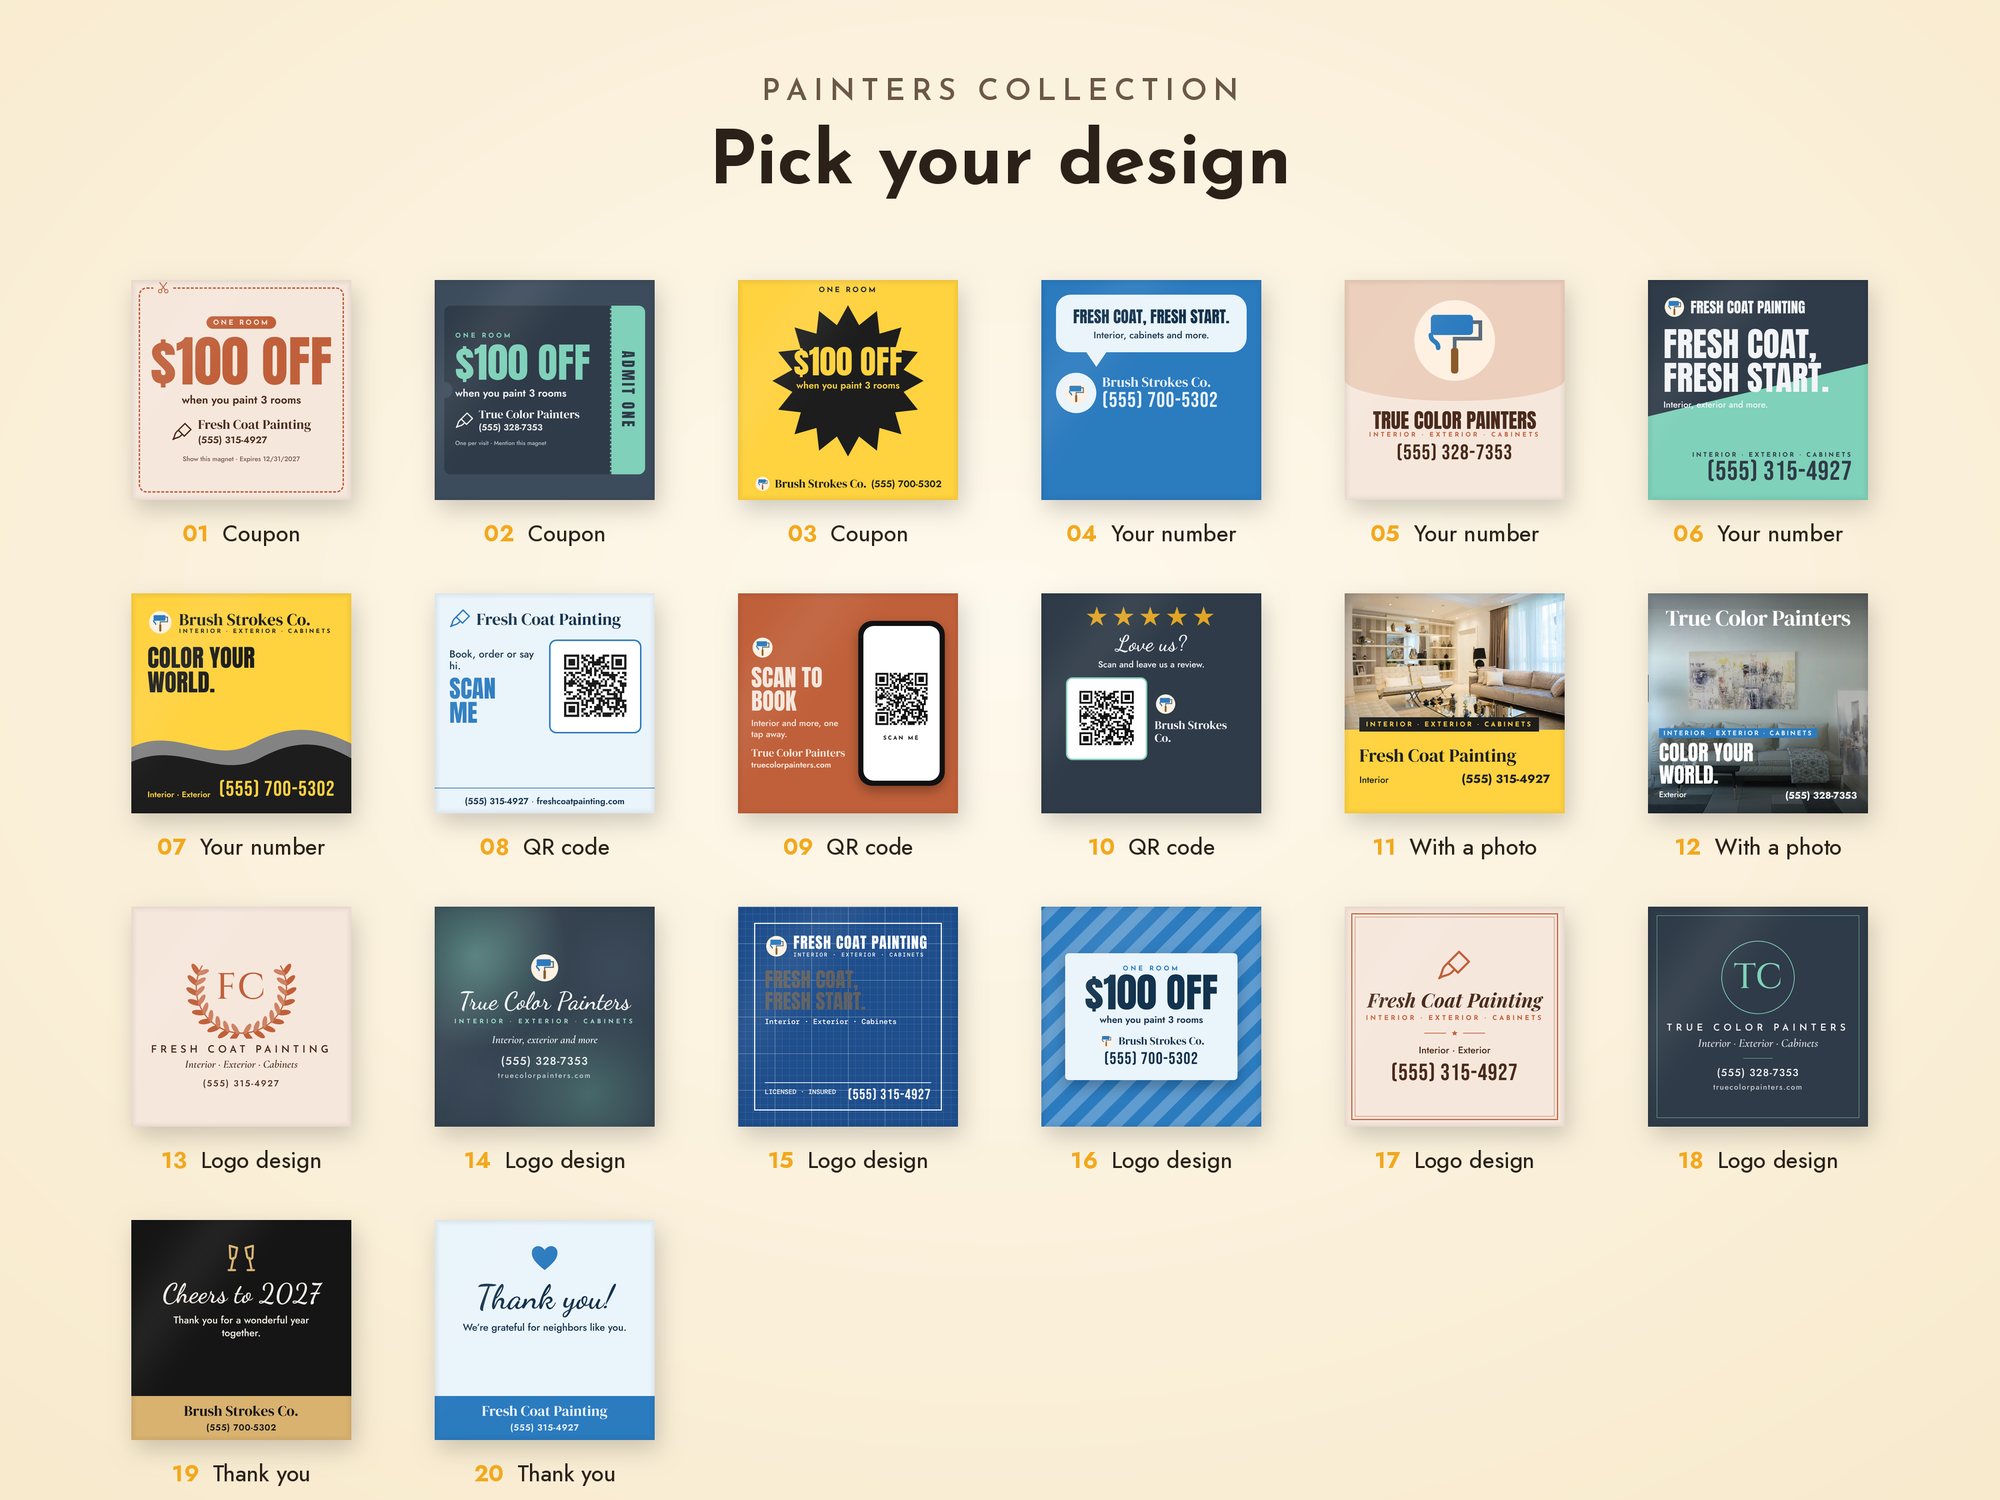 PAINTERS COLLECTION
Pick your design
ONE ROOM
$100 OFF
when you paint 3 rooms
Fresh Coat Painting
(555) 315-4927
Show this magnet · Expires 12/31/2027
01 Coupon
ONE ROOM
$100 OFF
when you paint 3 rooms
True Color Painters
(555) 328-7353
One per visit · Mention this magnet
ADMIT ONE
02 Coupon
ONE ROOM
$100 OFF
when you paint 3 rooms
Brush Strokes Co. (555) 700-5302
03 Coupon
FRESH COAT, FRESH START.
Interior, cabinets and more.
Brush Strokes Co.
(555) 700-5302
04 Your number
TRUE COLOR PAINTERS
INTERIOR · EXTERIOR · CABINETS
(555) 328-7353
05 Your number
FRESH COAT PAINTING
FRESH COAT,
FRESH START.
Interior, exterior and more.
INTERIOR · EXTERIOR · CABINETS
(555) 315-4927
06 Your number
Brush Strokes Co.
INTERIOR · EXTERIOR · CABINETS
COLOR YOUR
WORLD.
Interior · Exterior (555) 700-5302
07 Your number
Fresh Coat Painting
Book, order or say
hi.
SCAN
ME
(555) 315-4927 · freshcoatpainting.com
08 QR code
SCAN TO
BOOK
Interior and more, one
tap away.
True Color Painters
truecolorpainters.com
SCAN ME
09 QR code
Love us?
Scan and leave us a review.
Brush Strokes
Co.
10 QR code
INTERIOR · EXTERIOR · CABINETS
Fresh Coat Painting
Interior (555) 315-4927
11 With a photo
True Color Painters
INTERIOR · EXTERIOR · CABINETS
COLOR YOUR
WORLD.
Exterior (555) 328-7353
12 With a photo
FC
FRESH COAT PAINTING
Interior · Exterior · Cabinets
(555) 315-4927
13 Logo design
True Color Painters
INTERIOR · EXTERIOR · CABINETS
Interior, exterior and more
(555) 328-7353
truecolorpainters.com
14 Logo design
FRESH COAT PAINTING
INTERIOR · EXTERIOR · CABINETS
FRESH COAT,
FRESH START.
Interior · Exterior · Cabinets
LICENSED · INSURED (555) 315-4927
15 Logo design
ONE ROOM
$100 OFF
when you paint 3 rooms
Brush Strokes Co.
(555) 700-5302
16 Logo design
Fresh Coat Painting
INTERIOR · EXTERIOR · CABINETS
Interior · Exterior
(555) 315-4927
17 Logo design
TC
TRUE COLOR PAINTERS
Interior · Exterior · Cabinets
(555) 328-7353
truecolorpainters.com
18 Logo design
Cheers to 2027
Thank you for a wonderful year
together.
Brush Strokes Co.
(555) 700-5302
19 Thank you
Thank you!
We're grateful for neighbors like you.
Fresh Coat Painting
(555) 315-4927
20 Thank you